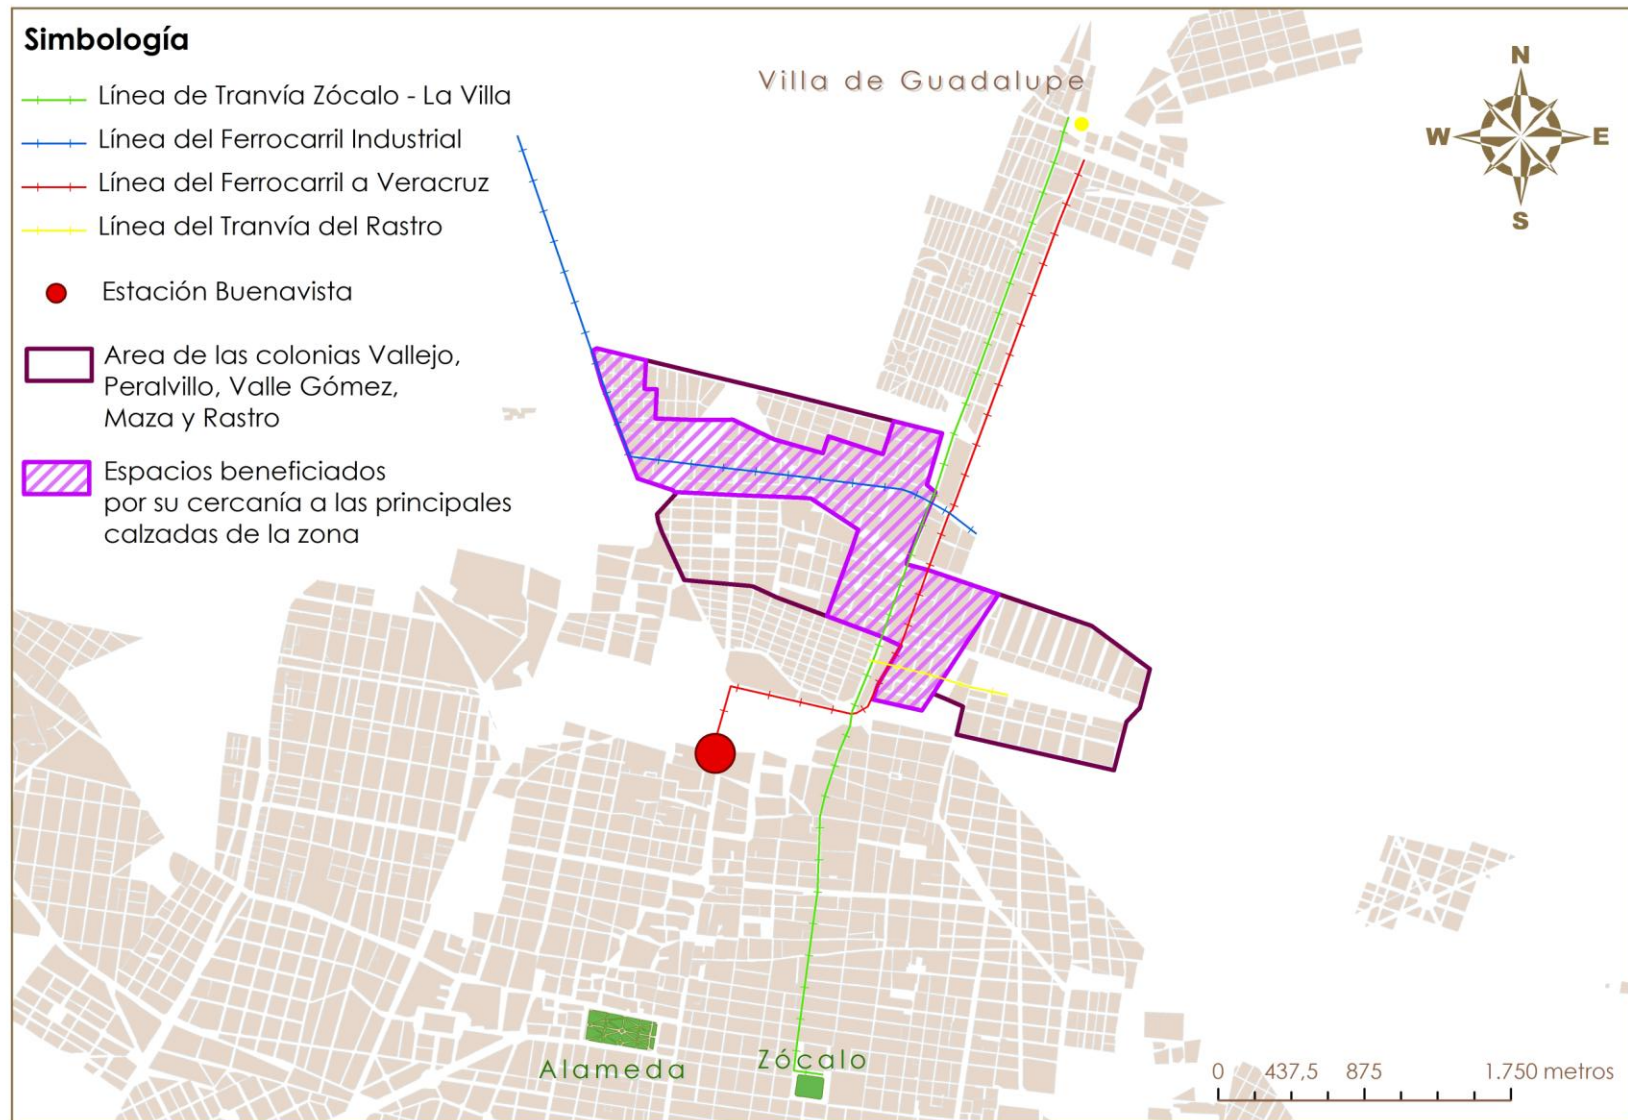 Simbología
Línea de Tranvía Zócalo - La Villa
Línea del Ferrocarril Industrial
Línea del Ferrocarril a Veracruz
Línea del Tranvía del Rastro
Estación Buenavista
Area de las colonias Vallejo,
Peralvillo, Valle Gómez,
Maza y Rastro
Espacios beneficiados
por su cercanía a las principales
calzadas de la zona
Villa de Guadalupe
N
W E
S
Alameda
Zócalo
0 437,5 875 1.750 metros